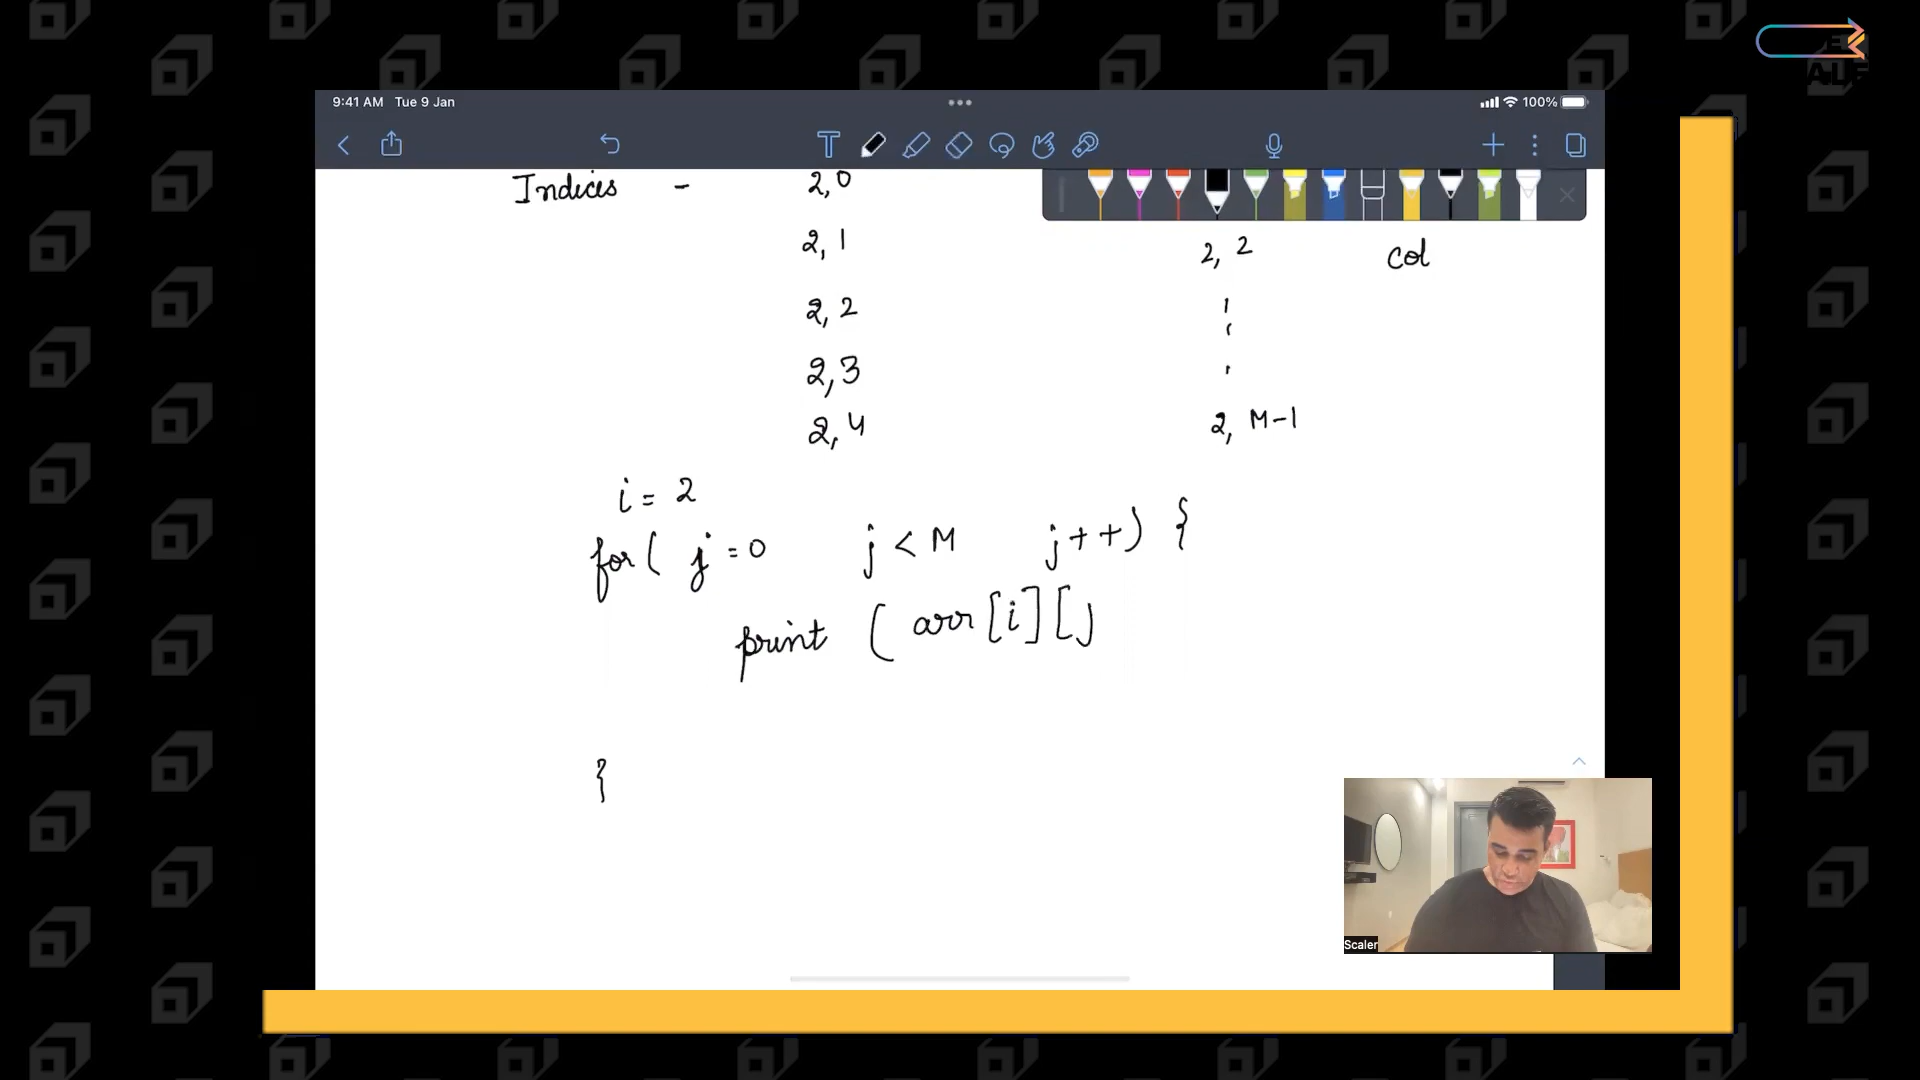 9:41 AM Tue 9 Jan
100%
Indices - 2,0
2, 1
2, 2 col
2, 2
2, 3
2, 4
2, M-1
i = 2
for ( j = 0 j < M j + + ) {
print ( arr [i] [j
}
Scaler